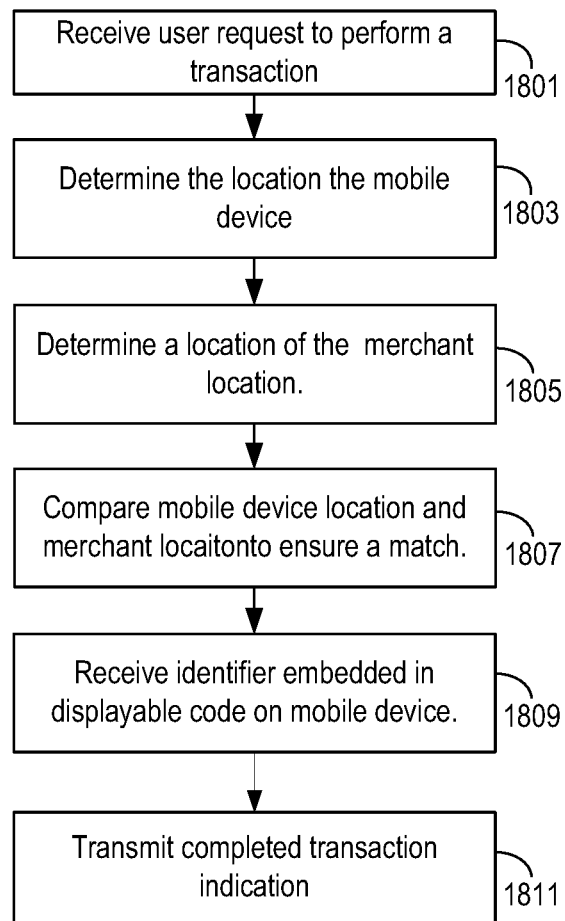 Receive user request to perform a
transaction
1801
Determine the location the mobile
device
1803
Determine a location of the  merchant
location.
1805
Compare mobile device location and
merchant locaitonto ensure a match.
1807
Receive identifier embedded in
displayable code on mobile device.
1809
Transmit completed transaction
indication
1811